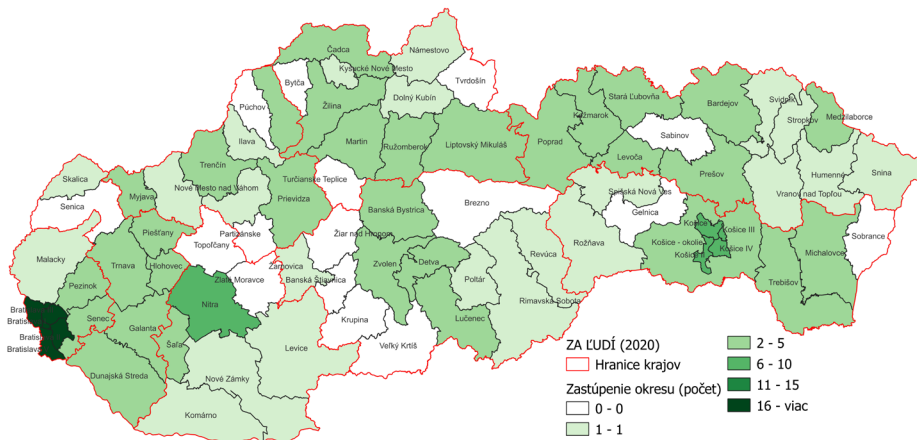 Čadca
Námestovo
Kysucké Nové Mesto
Bytča
Tvrdošín
Púchov
Žilina
Dolný Kubín
Stará Ľubovňa
Bardejov
Svidník
Kežmarok
Stropkov
Medzilaborce
Ilava
Martin
Ružomberok
Liptovský Mikuláš
Poprad
Sabinov
Levoča
Trenčín
Turčianske Teplice
Prešov
Humenné
Snina
Skalica
Nové Mesto nad Váhom
Prievidza
Spišská Nová Ves
Vranov nad Topľou
Myjava
Senica
Banská Bystrica
Brezno
Gelnica
Partizánske
Topoľčany
Žiar nad Hronom
Piešťany
Košice - okolie
Košice III
Košice IV
Rožňava
Michalovce
Sobrance
Malacky
Hlohovec
Trnava
Zvolen
Detva
Revúca
Žarnovica
Banská Štiavnica
Zlaté Moravce
Poltár
Trebišov
Pezinok
Nitra
Rimavská Sobota
Senec
Galanta
Krupina
Lučenec
Šaľa
Levice
Veľký Krtíš
Dunajská Streda
Nové Zámky
Komárno
ZA ĽUDÍ (2020)
Hranice krajov
Zastúpenie okresu (počet)
0 - 0
1 - 1
2 - 5
6 - 10
11 - 15
16 - viac